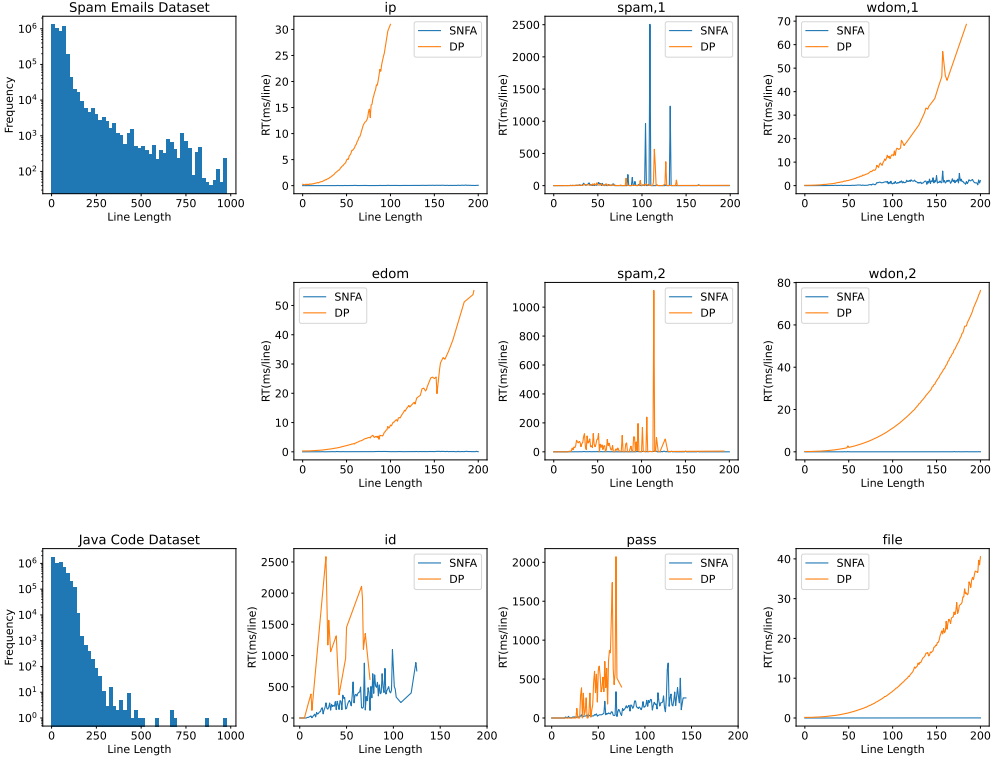 Spam Emails Dataset
10^6
10^5
10^4
10^3
10^2
Frequency
0 250 500 750 1000
Line Length
ip
SNFA
DP
30
25
20
15
10
5
0
RT(ms/line)
0 50 100 150 200
Line Length
spam,1
SNFA
DP
2500
2000
1500
1000
500
0
RT(ms/line)
0 50 100 150 200
Line Length
wdom,1
SNFA
DP
70
60
50
40
30
20
10
0
RT(ms/line)
0 50 100 150 200
Line Length
edom
SNFA
DP
50
40
30
20
10
0
RT(ms/line)
0 50 100 150 200
Line Length
spam,2
SNFA
DP
1000
800
600
400
200
0
RT(ms/line)
0 50 100 150 200
Line Length
wdon,2
SNFA
DP
80
60
40
20
0
RT(ms/line)
0 50 100 150 200
Line Length
Java Code Dataset
10^6
10^5
10^4
10^3
10^2
10^1
10^0
Frequency
0 250 500 750 1000
Line Length
id
SNFA
DP
2500
2000
1500
1000
500
0
RT(ms/line)
0 50 100 150 200
Line Length
pass
SNFA
DP
2000
1500
1000
500
0
RT(ms/line)
0 50 100 150 200
Line Length
file
SNFA
DP
40
30
20
10
0
RT(ms/line)
0 50 100 150 200
Line Length